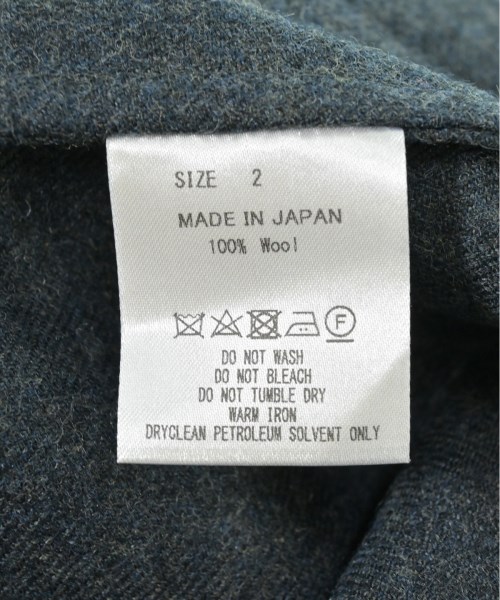 SIZE 2
MADE IN JAPAN
100% Wool
F
DO NOT WASH
DO NOT BLEACH
DO NOT TUMBLE DRY
WARM IRON
DRYCLEAN PETROLEUM SOLVENT ONLY